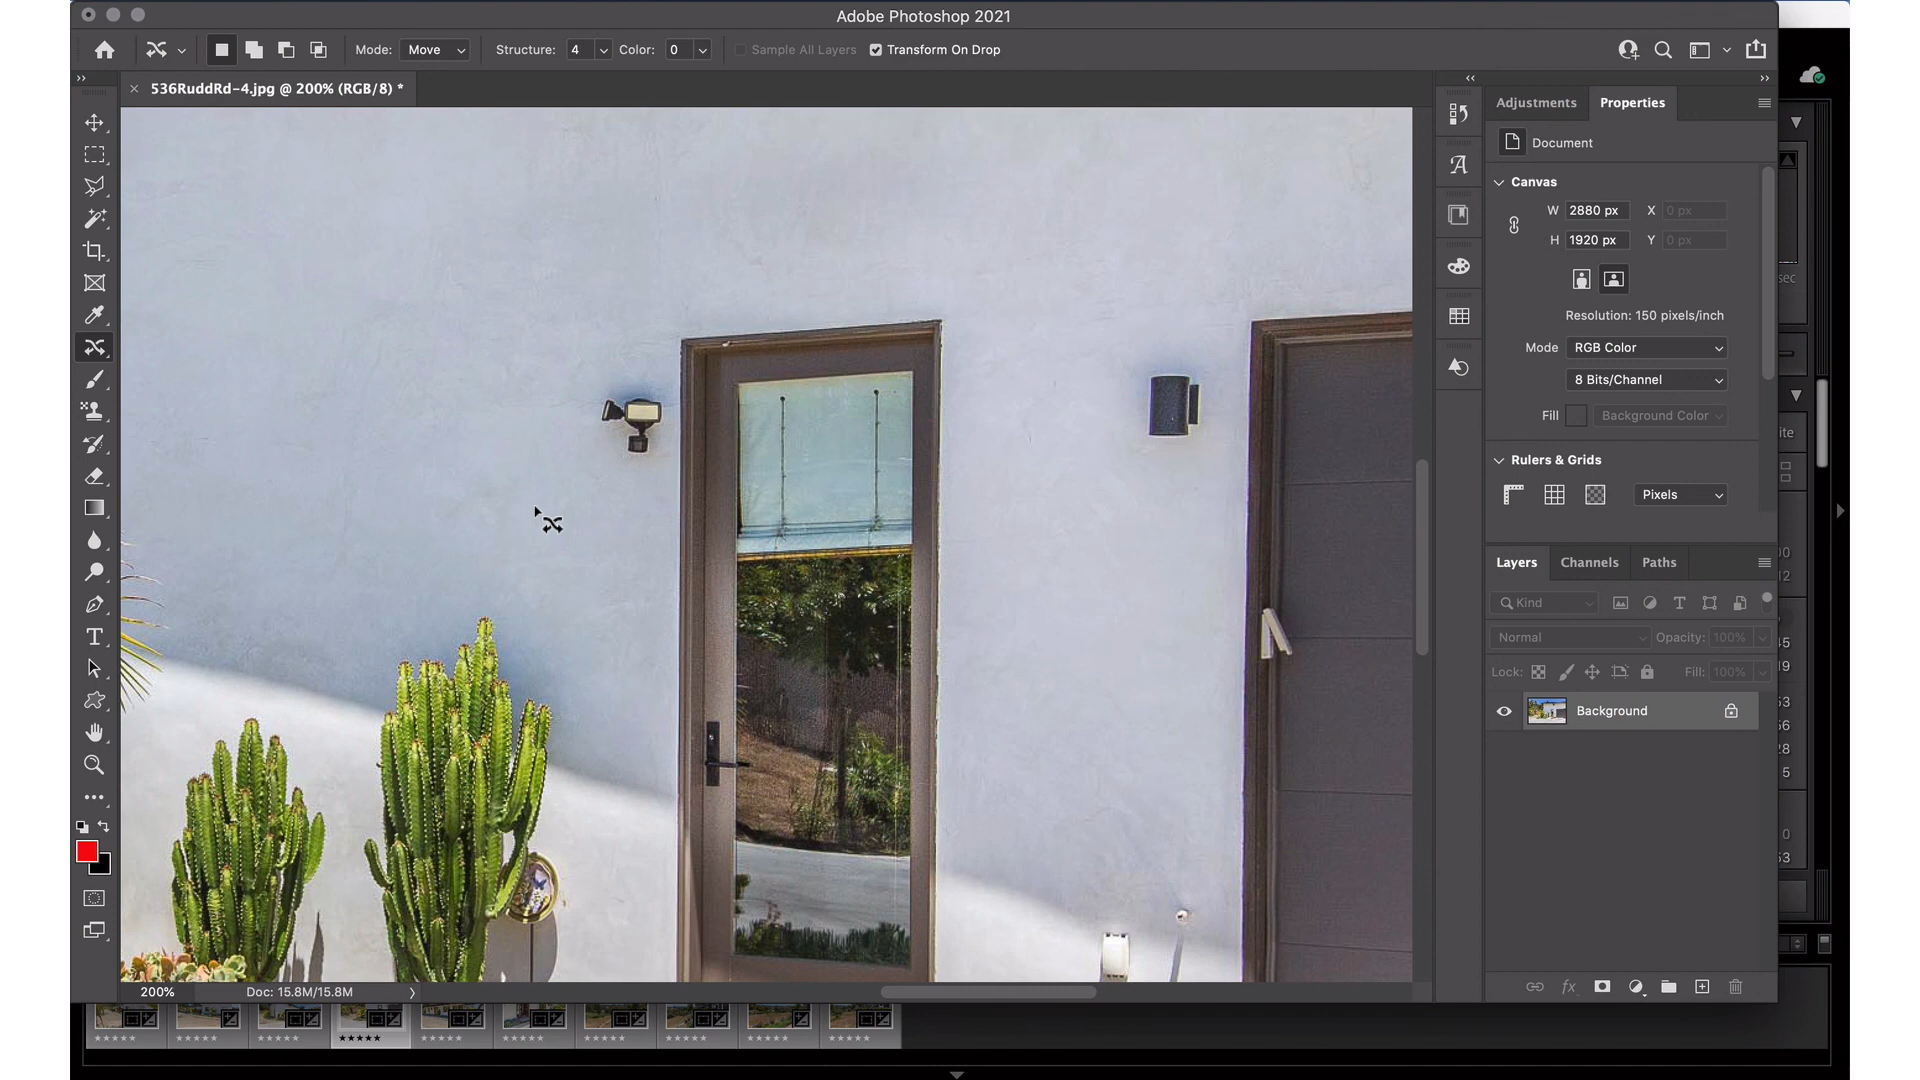 Adobe Photoshop 2021
Mode: Move Structure: 4 Color: 0 Sample All Layers Transform On Drop
536RuddRd-4.jpg @ 200% (RGB/8) *
Adjustments Properties
Document
Canvas
W 2880 px X 0 px
H 1920 px Y 0 px
sec
Resolution: 150 pixels/inch
Mode RGB Color
8 Bits/Channel
Fill Background Color
Rulers & Grids
Pixels
Layers Channels Paths
Kind
Normal Opacity: 100%
Lock: Fill: 100%
Background
200% Doc: 15.8M/15.8M